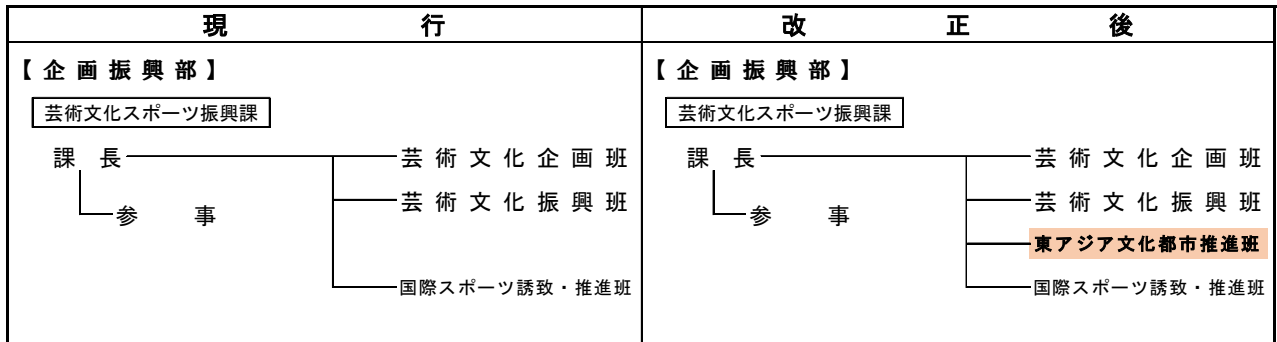 現行
【企画振興部】
芸術文化スポーツ振興課
課長
芸術文化企画班
芸術文化振興班
参事
国際スポーツ誘致・推進班
改正後
【企画振興部】
芸術文化スポーツ振興課
課長
芸術文化企画班
芸術文化振興班
参事
東アジア文化都市推進班
国際スポーツ誘致・推進班